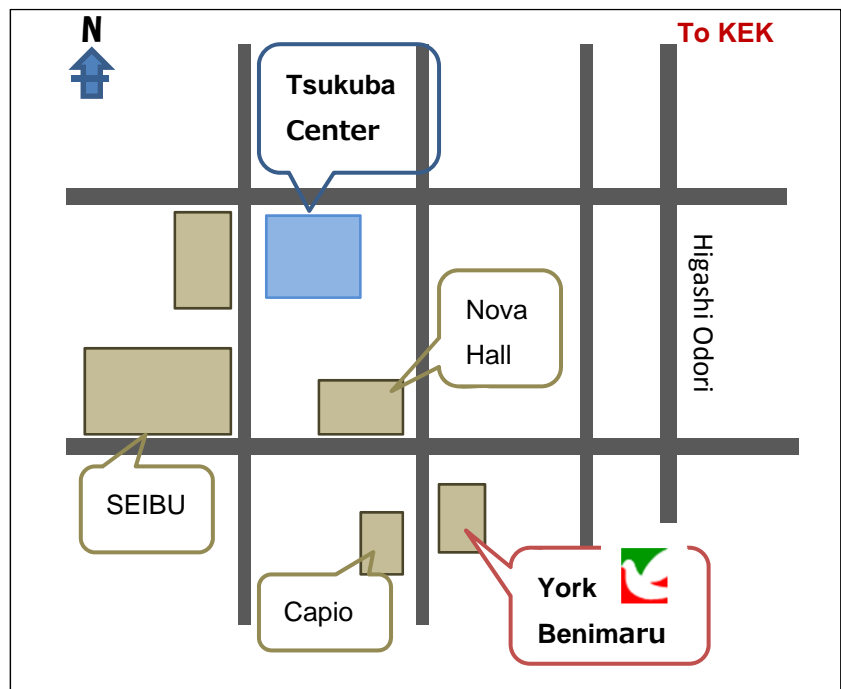 N
To KEK
Tsukuba
Center
Higashi Odori
Nova
Hall
SEIBU
Capio
York
Benimaru